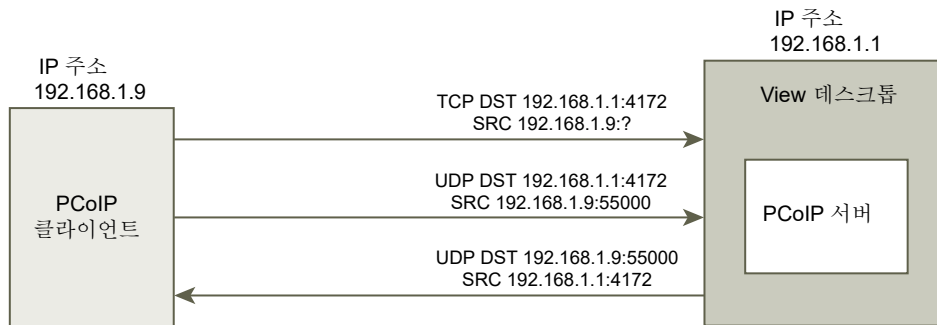 IP 주소
192.168.1.1
IP 주소
192.168.1.9
View 데스크톱
TCP DST 192.168.1.1:4172
SRC 192.168.1.9:?
UDP DST 192.168.1.1:4172
SRC 192.168.1.9:55000
PCoIP
클라이언트
PCoIP 서버
UDP DST 192.168.1.9:55000
SRC 192.168.1.1:4172